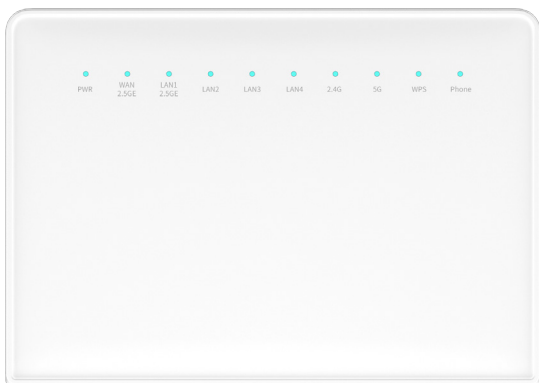 PWR
WAN
2.5GE
LAN1
2.5GE
LAN2
LAN3
LAN4
2.4G
5G
WPS
Phone